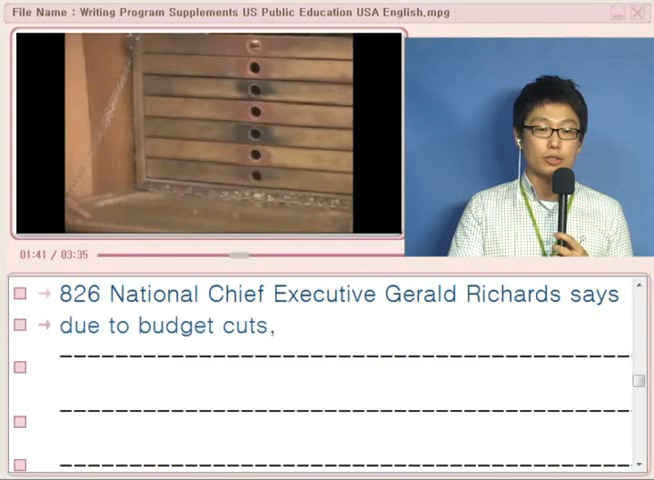 File Name : Writing Program Supplements US Public Education USA English.mpg
01:41 / 03:35
→ 826 National Chief Executive Gerald Richards says
→ due to budget cuts,